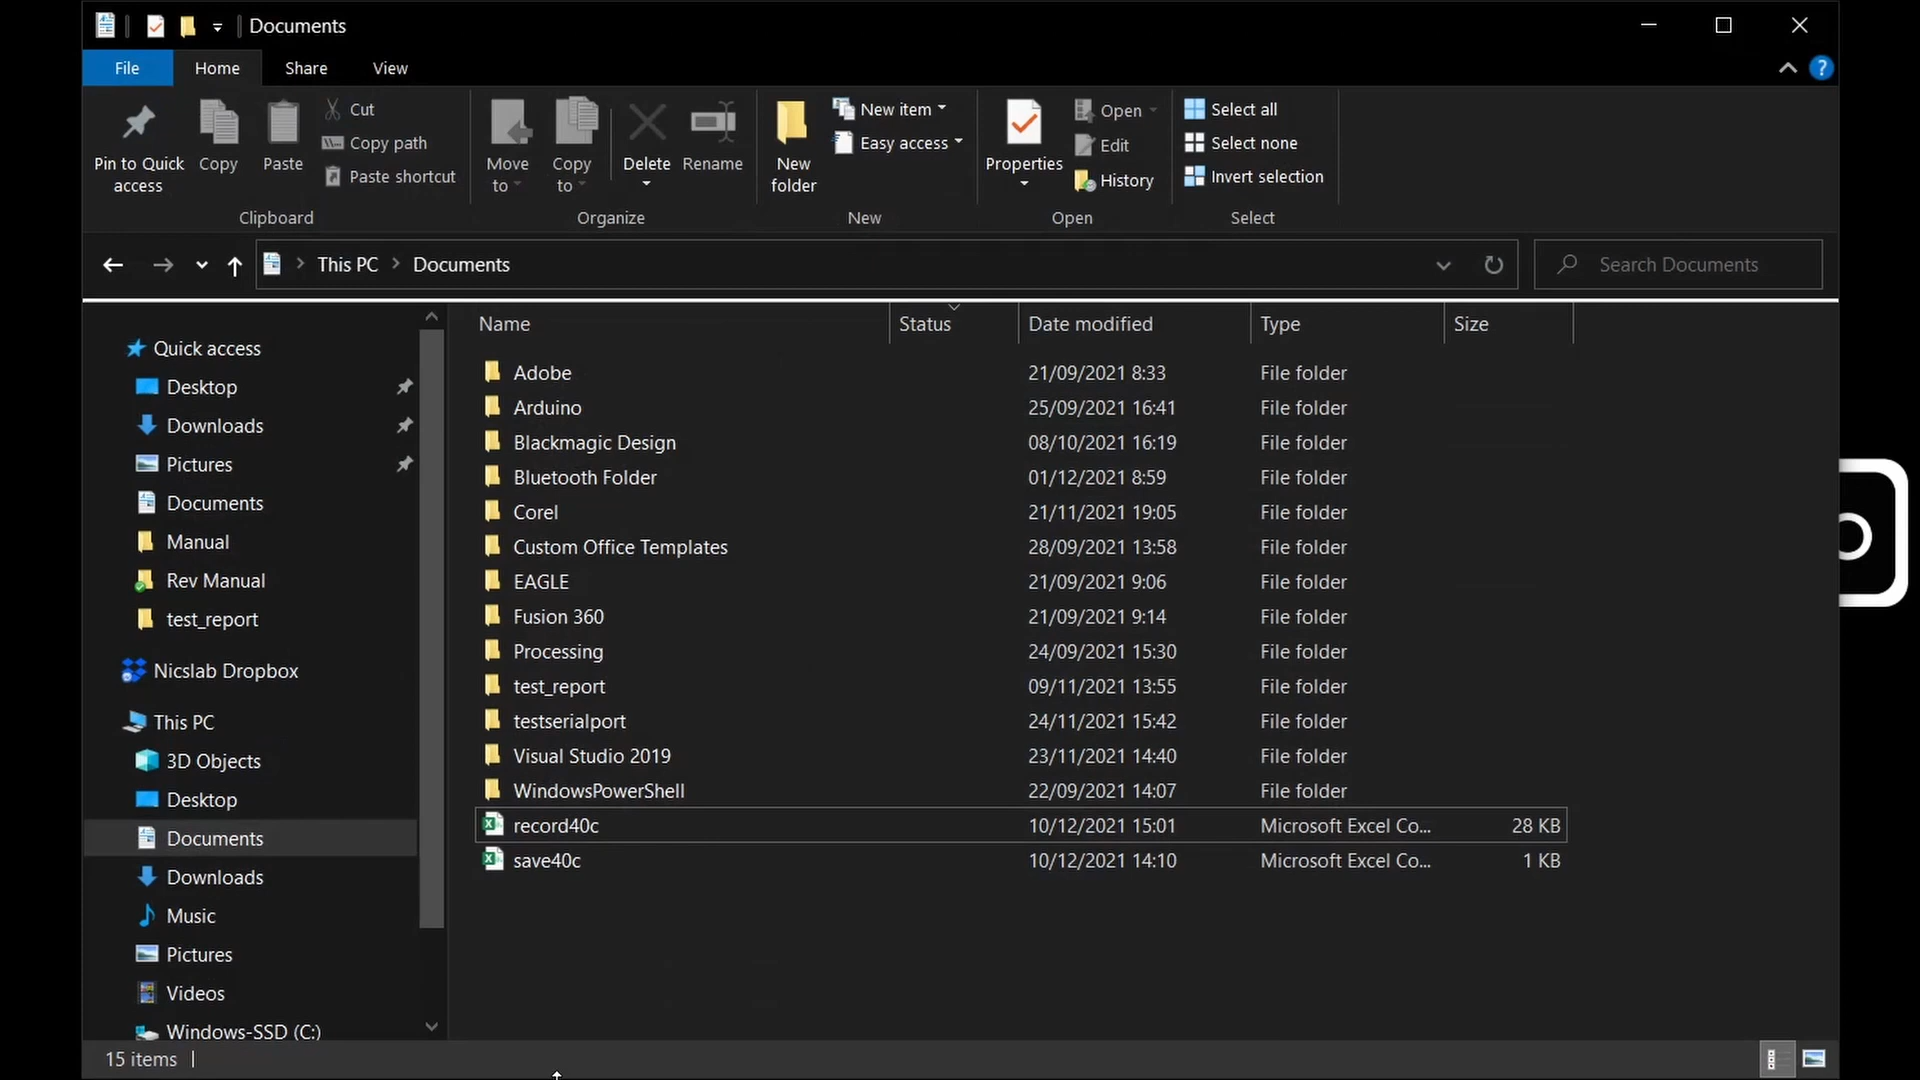 Documents
File Home Share View
Pin to Quick access
Copy
Paste
Cut
Copy path
Paste shortcut
Clipboard
Move to
Copy to
Delete
Rename
Organize
New folder
New item
Easy access
New
Properties
Open
Edit
History
Open
Select all
Select none
Invert selection
Select
This PC Documents
Search Documents
Quick access
Desktop
Downloads
Pictures
Documents
Manual
Rev Manual
test_report
Nicslab Dropbox
This PC
3D Objects
Desktop
Documents
Downloads
Music
Pictures
Videos
Windows-SSD (C:)
Name Status Date modified Type Size
Adobe 21/09/2021 8:33 File folder
Arduino 25/09/2021 16:41 File folder
Blackmagic Design 08/10/2021 16:19 File folder
Bluetooth Folder 01/12/2021 8:59 File folder
Corel 21/11/2021 19:05 File folder
Custom Office Templates 28/09/2021 13:58 File folder
EAGLE 21/09/2021 9:06 File folder
Fusion 360 21/09/2021 9:14 File folder
Processing 24/09/2021 15:30 File folder
test_report 09/11/2021 13:55 File folder
testserialport 24/11/2021 15:42 File folder
Visual Studio 2019 23/11/2021 14:40 File folder
WindowsPowerShell 22/09/2021 14:07 File folder
record40c 10/12/2021 15:01 Microsoft Excel Co... 28 KB
save40c 10/12/2021 14:10 Microsoft Excel Co... 1 KB
15 items